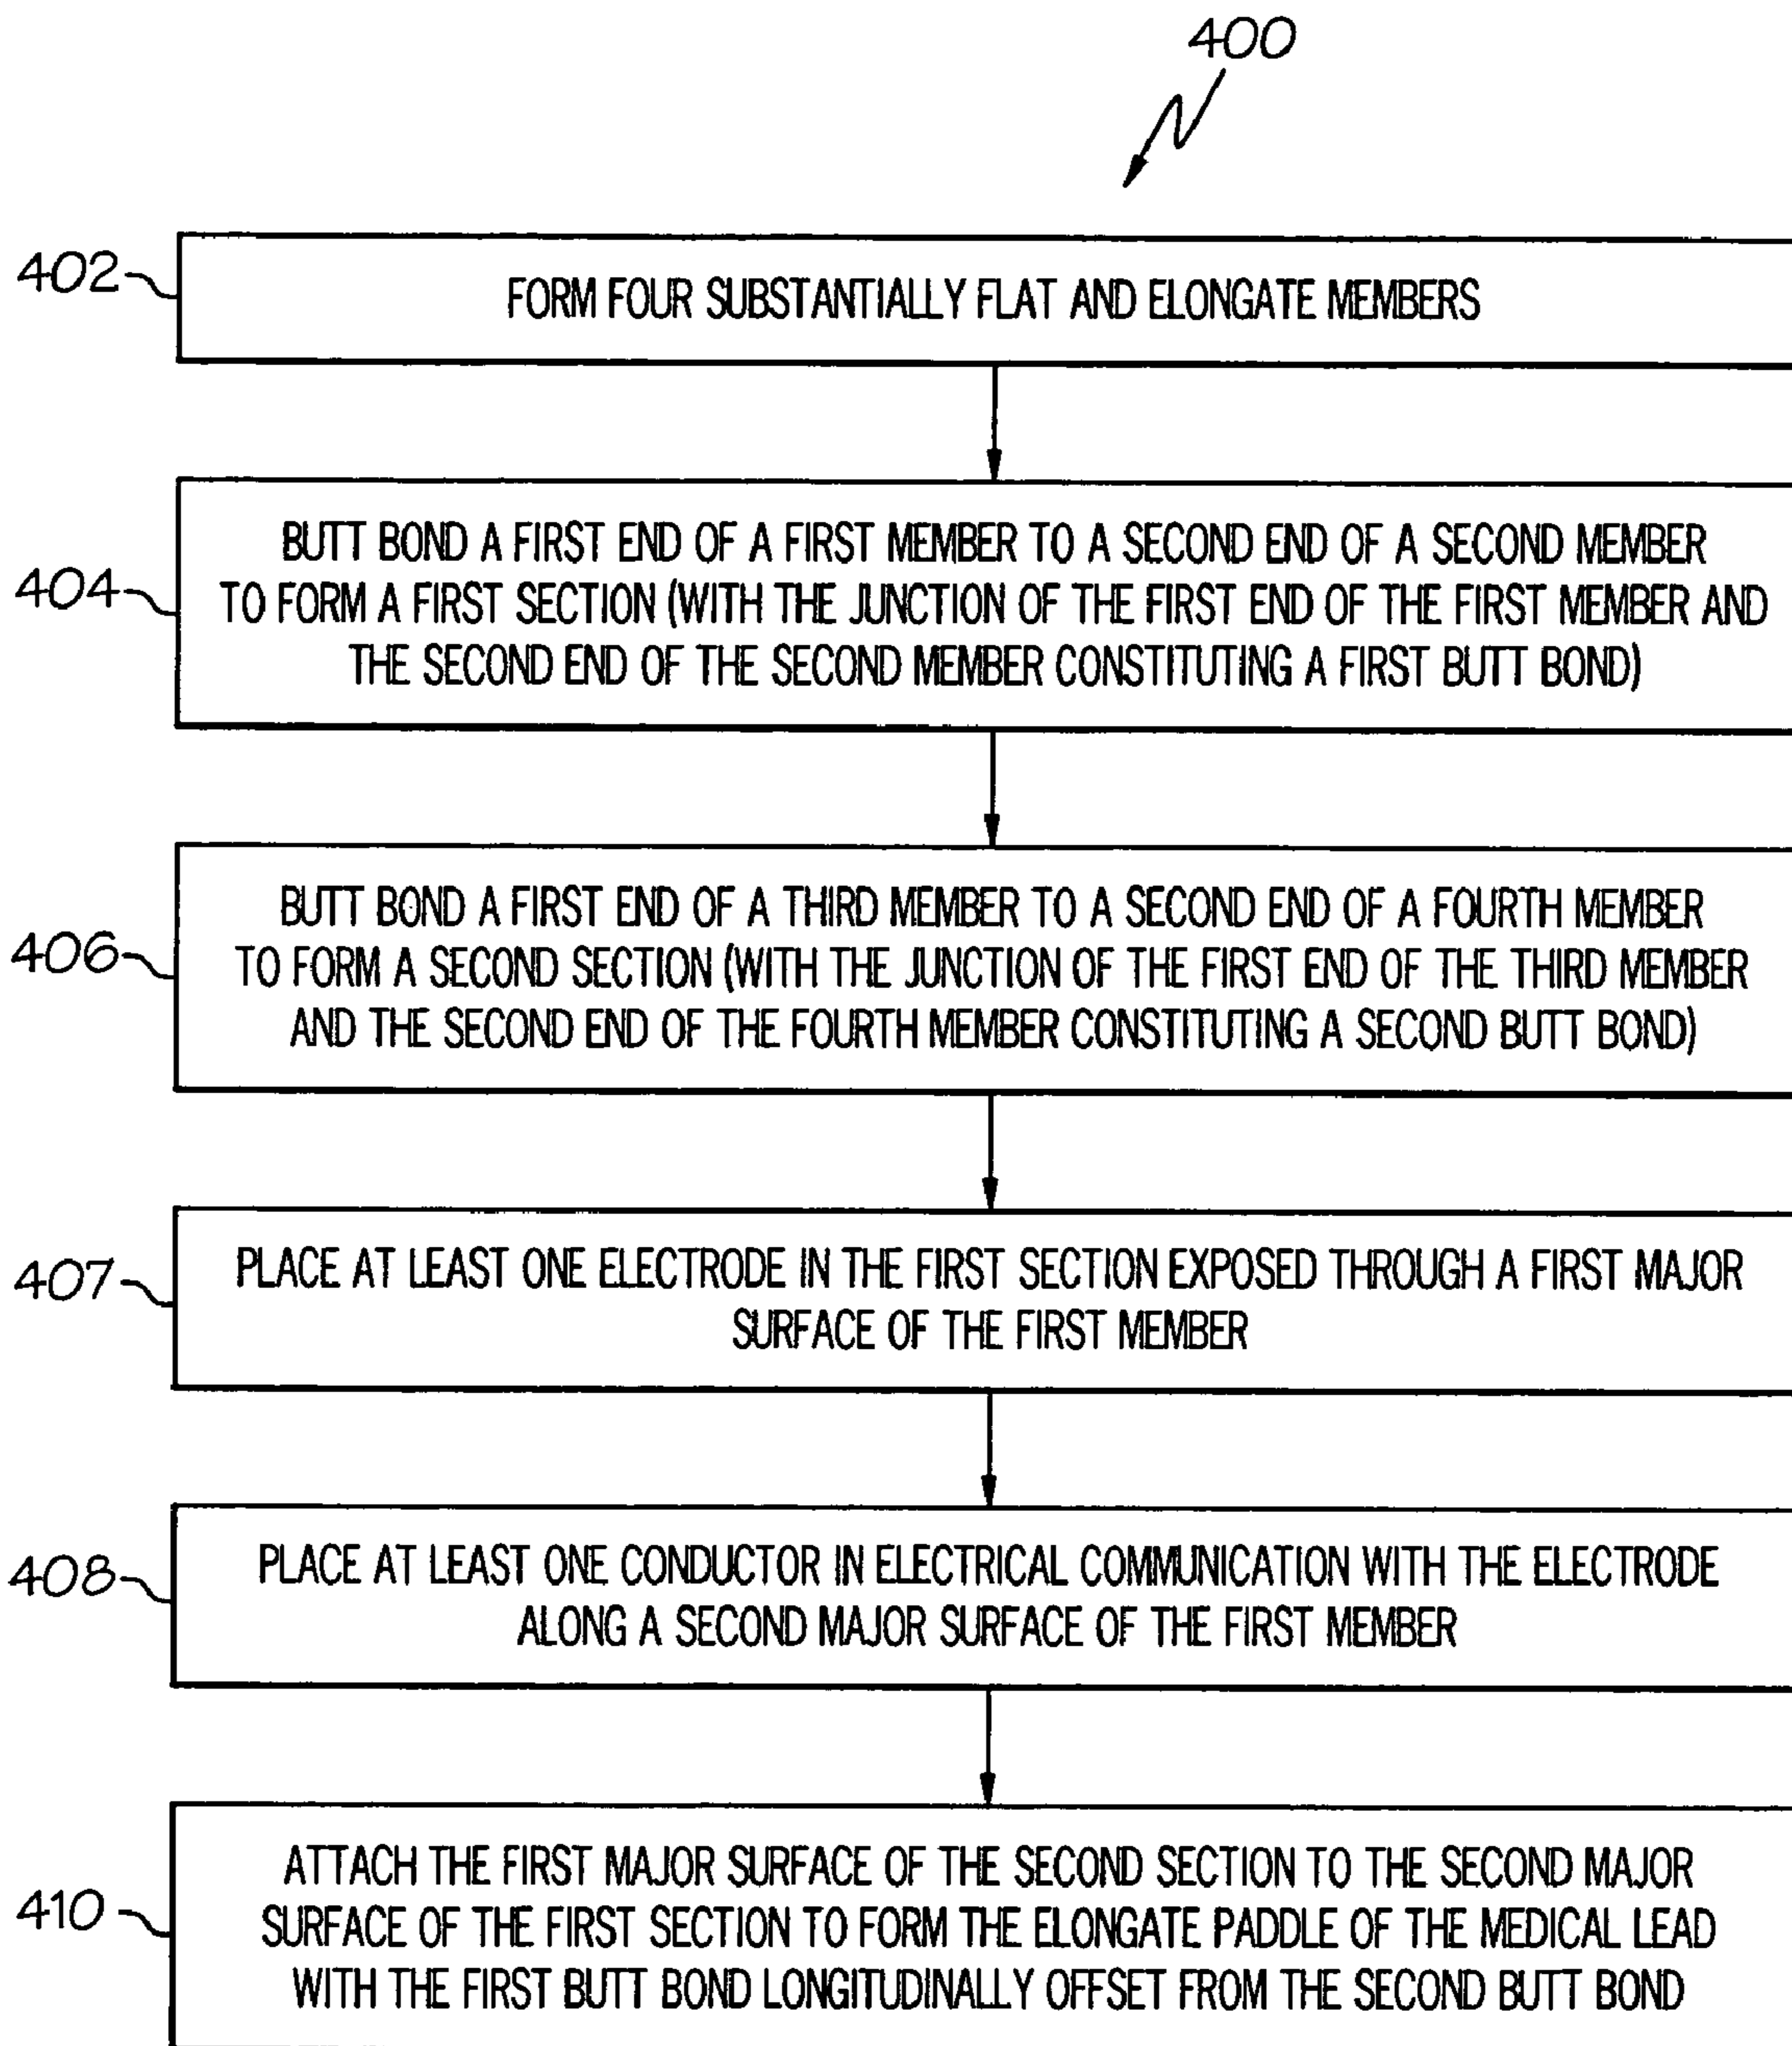 400
402
FORM FOUR SUBSTANTIALLY FLAT AND ELONGATE MEMBERS
404
BUTT BOND A FIRST END OF A FIRST MEMBER TO A SECOND END OF A SECOND MEMBER
TO FORM A FIRST SECTION (WITH THE JUNCTION OF THE FIRST END OF THE FIRST MEMBER AND
THE SECOND END OF THE SECOND MEMBER CONSTITUTING A FIRST BUTT BOND)
406
BUTT BOND A FIRST END OF A THIRD MEMBER TO A SECOND END OF A FOURTH MEMBER
TO FORM A SECOND SECTION (WITH THE JUNCTION OF THE FIRST END OF THE THIRD MEMBER
AND THE SECOND END OF THE FOURTH MEMBER CONSTITUTING A SECOND BUTT BOND)
407
PLACE AT LEAST ONE ELECTRODE IN THE FIRST SECTION EXPOSED THROUGH A FIRST MAJOR
SURFACE OF THE FIRST MEMBER
408
PLACE AT LEAST ONE CONDUCTOR IN ELECTRICAL COMMUNICATION WITH THE ELECTRODE
ALONG A SECOND MAJOR SURFACE OF THE FIRST MEMBER
410
ATTACH THE FIRST MAJOR SURFACE OF THE SECOND SECTION TO THE SECOND MAJOR
SURFACE OF THE FIRST SECTION TO FORM THE ELONGATE PADDLE OF THE MEDICAL LEAD
WITH THE FIRST BUTT BOND LONGITUDINALLY OFFSET FROM THE SECOND BUTT BOND